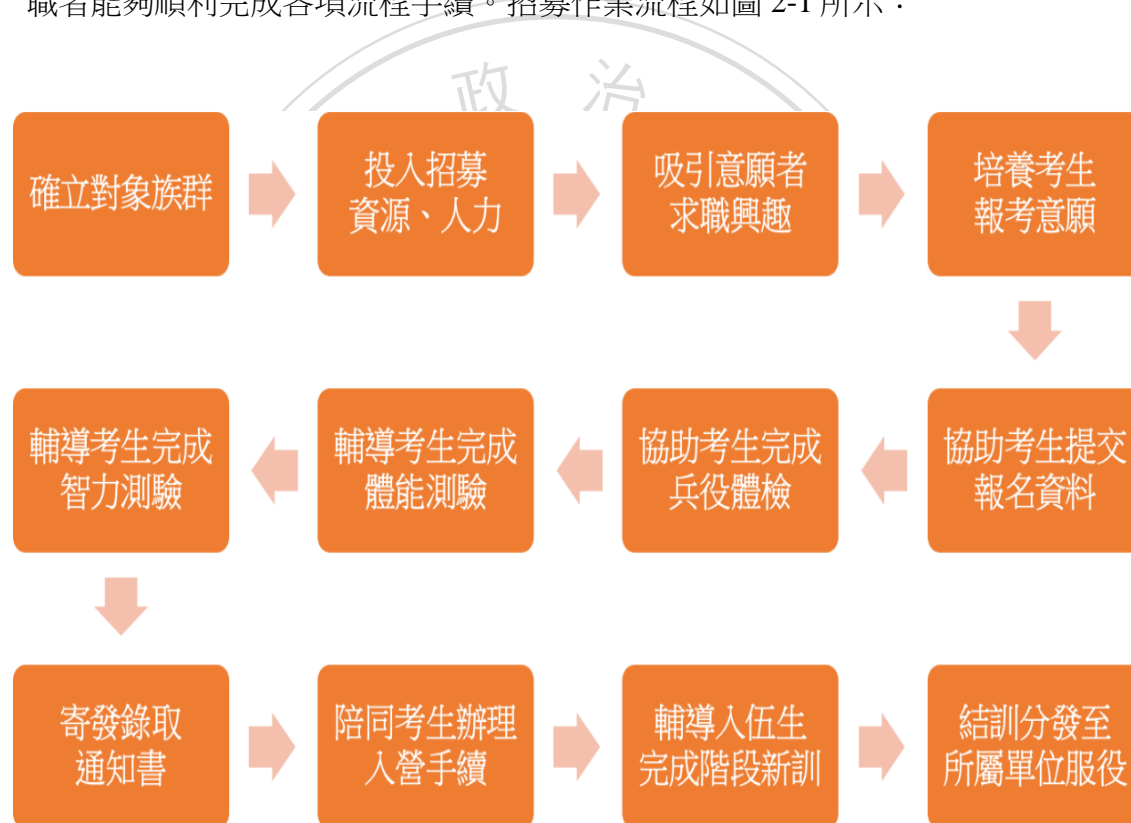 職者能夠順利完成各項流程手續。招募作業流程如圖 2-1 所示：
政 治
確立對象族群
投入招募
資源、人力
吸引意願者
求職興趣
培養考生
報考意願
協助考生提交
報名資料
協助考生完成
兵役體檢
輔導考生完成
體能測驗
輔導考生完成
智力測驗
寄發錄取
通知書
陪同考生辦理
入營手續
輔導入伍生
完成階段新訓
結訓分發至
所屬單位服役